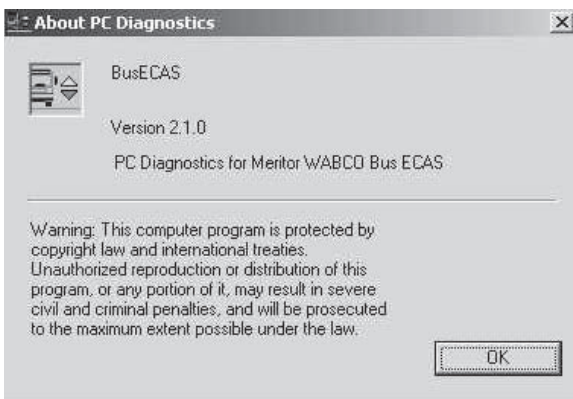 About PC Diagnostics
BusECAS
Version 2.1.0
PC Diagnostics for Meritor WABCO Bus ECAS
Warning: This computer program is protected by
copyright law and international treaties.
Unauthorized reproduction or distribution of this
program, or any portion of it, may result in severe
civil and criminal penalties, and will be prosecuted
to the maximum extent possible under the law.
OK